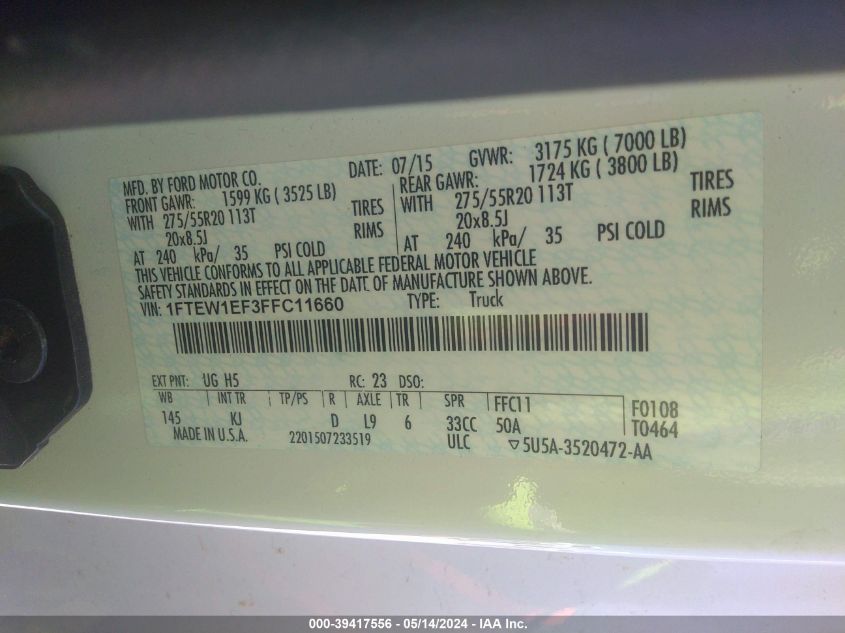 MFD. BY FORD MOTOR CO. DATE: 07/15 GVWR: 3175 KG ( 7000 LB)
FRONT GAWR: 1599 KG ( 3525 LB) REAR GAWR: 1724 KG ( 3800 LB)
WITH 275/55R20 113T TIRES WITH 275/55R20 113T TIRES
20x8.5J RIMS 20x8.5J RIMS
AT 240 kPa/ 35 PSI COLD AT 240 kPa/ 35 PSI COLD
THIS VEHICLE CONFORMS TO ALL APPLICABLE FEDERAL MOTOR VEHICLE
SAFETY STANDARDS IN EFFECT ON THE DATE OF MANUFACTURE SHOWN ABOVE.
VIN: 1FTEW1EF3FFC11660 TYPE: Truck
EXT PNT: UG H5 RC: 23 DSO:
WB INT TR TP/PS R AXLE TR SPR FFC11 F0108
145 KJ D L9 6 33CC 50A T0464
MADE IN U.S.A. 2201507233519 ULC ▽5U5A-3520472-AA
000-39417556 - 05/14/2024 - IAA Inc.